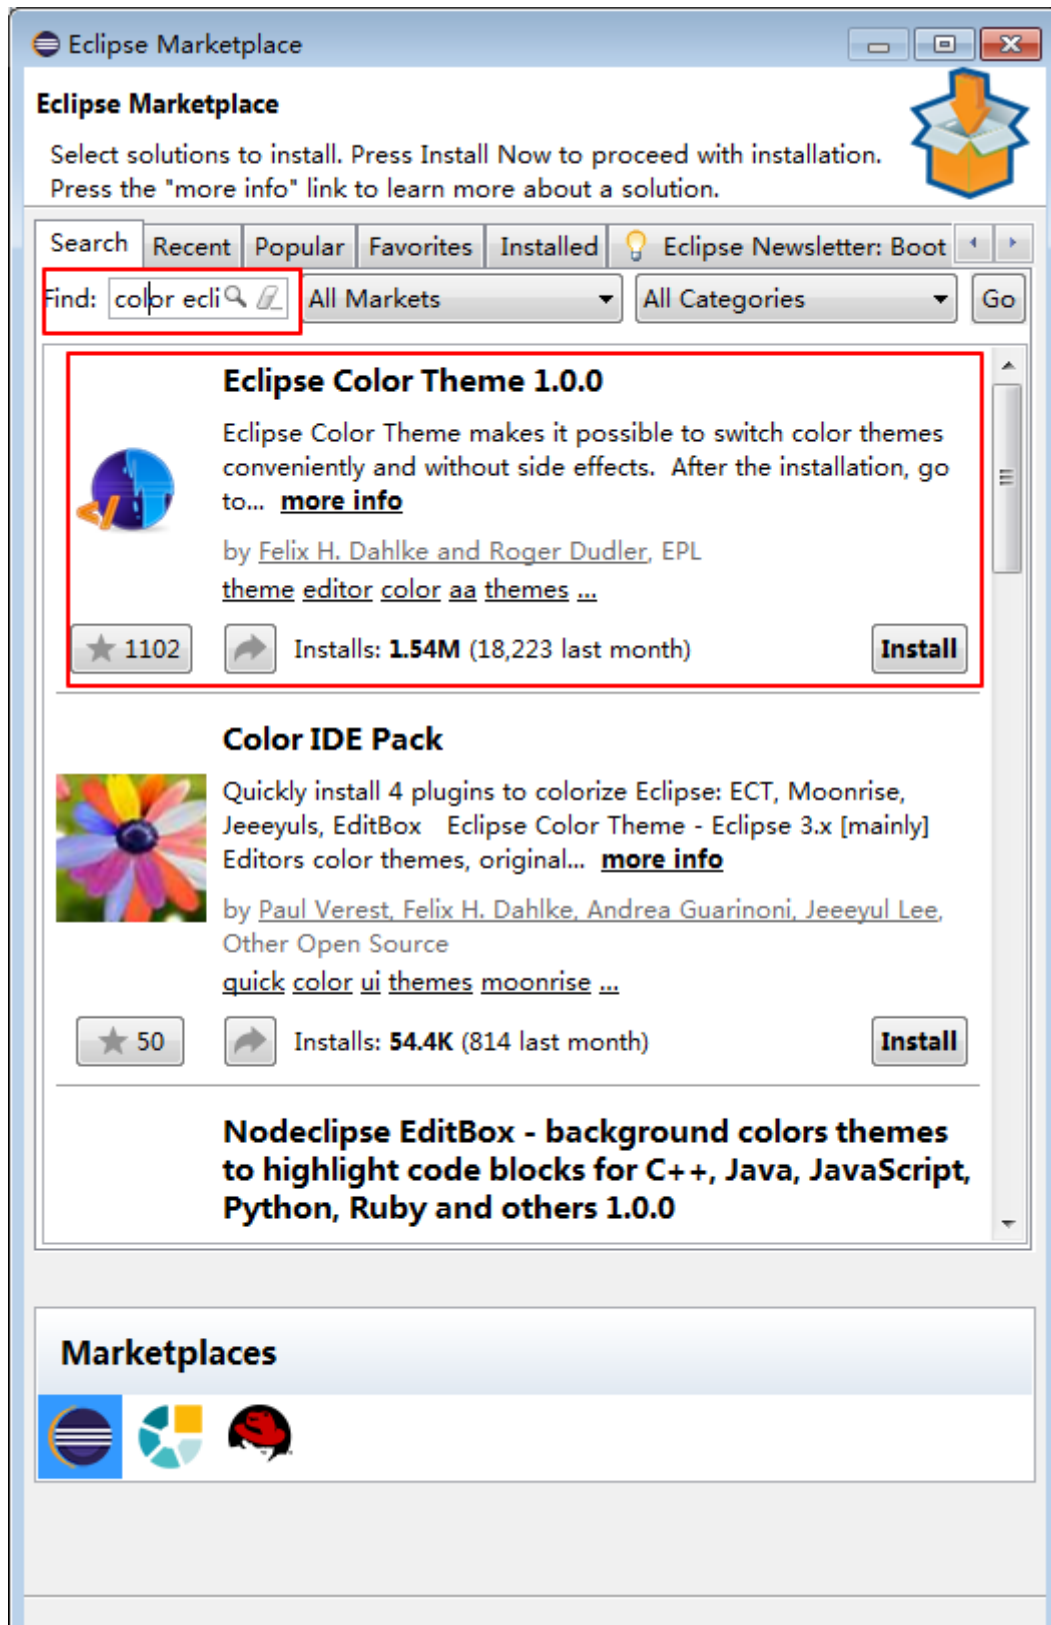 Eclipse Marketplace
Eclipse Marketplace
Select solutions to install. Press Install Now to proceed with installation.
Press the "more info" link to learn more about a solution.
Search Recent Popular Favorites Installed Eclipse Newsletter: Boot
Find: color ecli All Markets All Categories Go
Eclipse Color Theme 1.0.0
Eclipse Color Theme makes it possible to switch color themes
conveniently and without side effects. After the installation, go
to... more info
by Felix H. Dahlke and Roger Dudler, EPL
theme editor color aa themes ...
1102 Installs: 1.54M (18,223 last month) Install
Color IDE Pack
Quickly install 4 plugins to colorize Eclipse: ECT, Moonrise,
Jeeeyuls, EditBox Eclipse Color Theme - Eclipse 3.x [mainly]
Editors color themes, original... more info
by Paul Verest, Felix H. Dahlke, Andrea Guarinoni, Jeeeyul Lee,
Other Open Source
quick color ui themes moonrise ...
50 Installs: 54.4K (814 last month) Install
Nodeclipse EditBox - background colors themes
to highlight code blocks for C++, Java, JavaScript,
Python, Ruby and others 1.0.0
Marketplaces